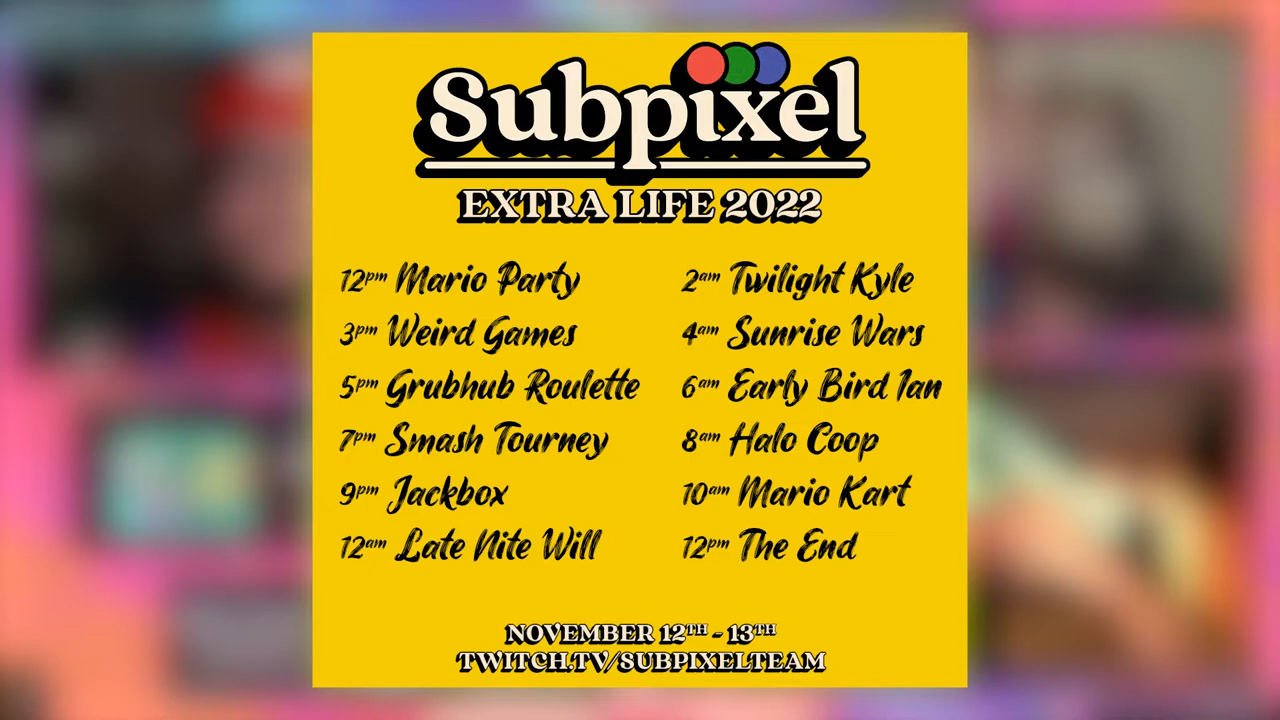 Subpixel
EXTRA LIFE 2022
12pm Mario Party
3pm Weird Games
5pm Grubhub Roulette
7pm Smash Tourney
9pm Jackbox
12am Late Nite Will
2am Twilight Kyle
4am Sunrise Wars
6am Early Bird Ian
8am Halo Coop
10am Mario Kart
12pm The End
NOVEMBER 12TH - 13TH
TWITCH.TV/SUBPIXELTEAM